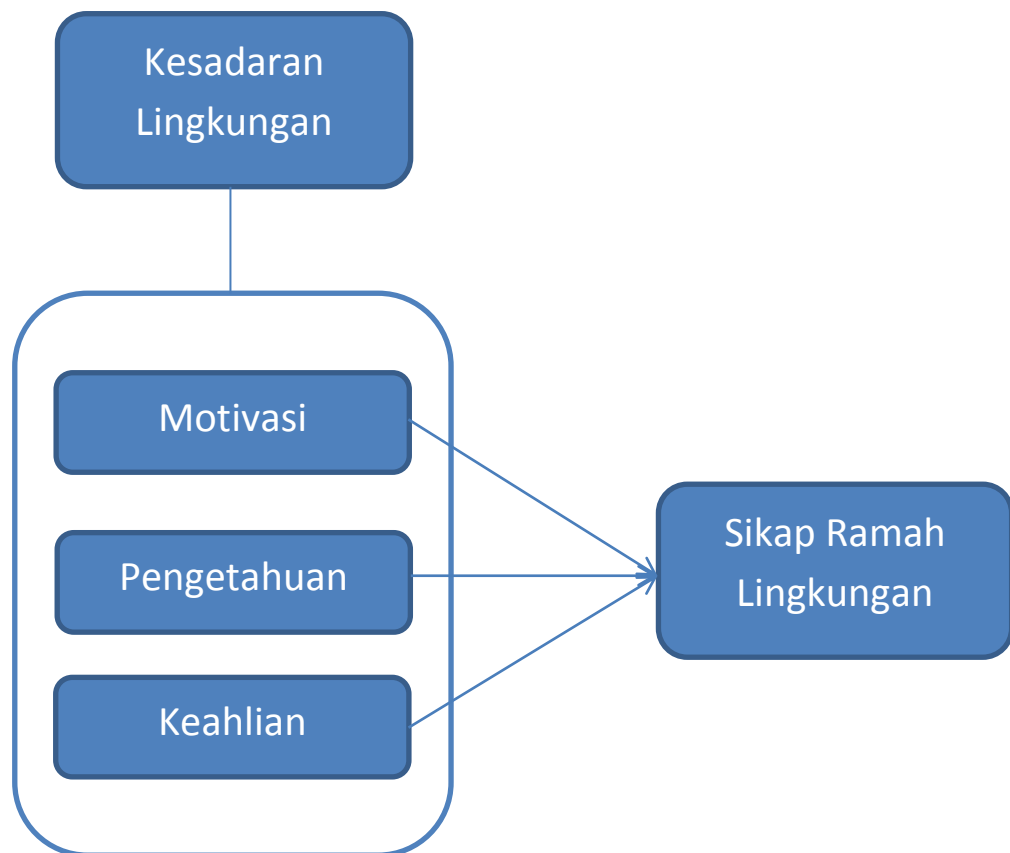 Kesadaran
Lingkungan
Motivasi
Pengetahuan
Keahlian
Sikap Ramah
Lingkungan